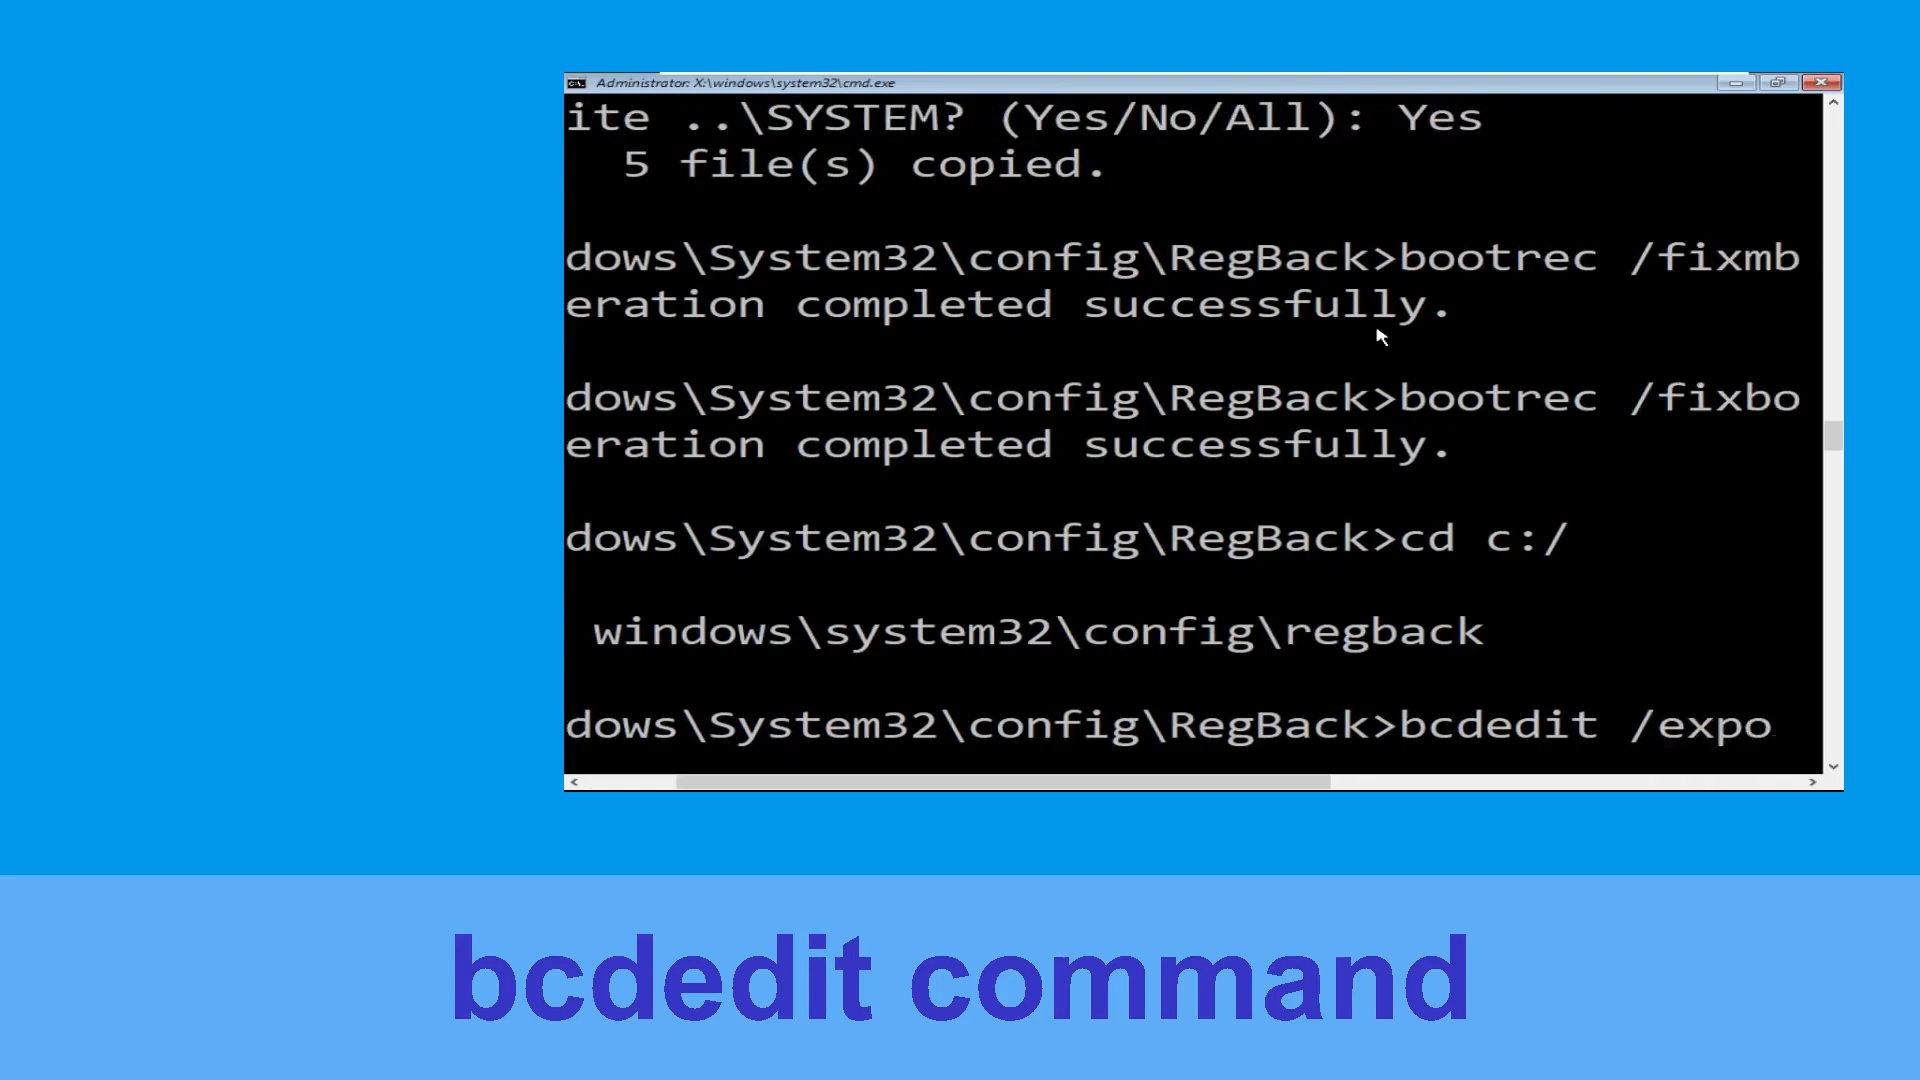 Administrator: X:\windows\system32\cmd.exe
ite ..\SYSTEM? (Yes/No/All): Yes
5 file(s) copied.
dows\System32\config\RegBack>bootrec /fixmb
eration completed successfully.
dows\System32\config\RegBack>bootrec /fixbo
eration completed successfully.
dows\System32\config\RegBack>cd c:/
windows\system32\config\regback
dows\System32\config\RegBack>bcdedit /expo
bcdedit command